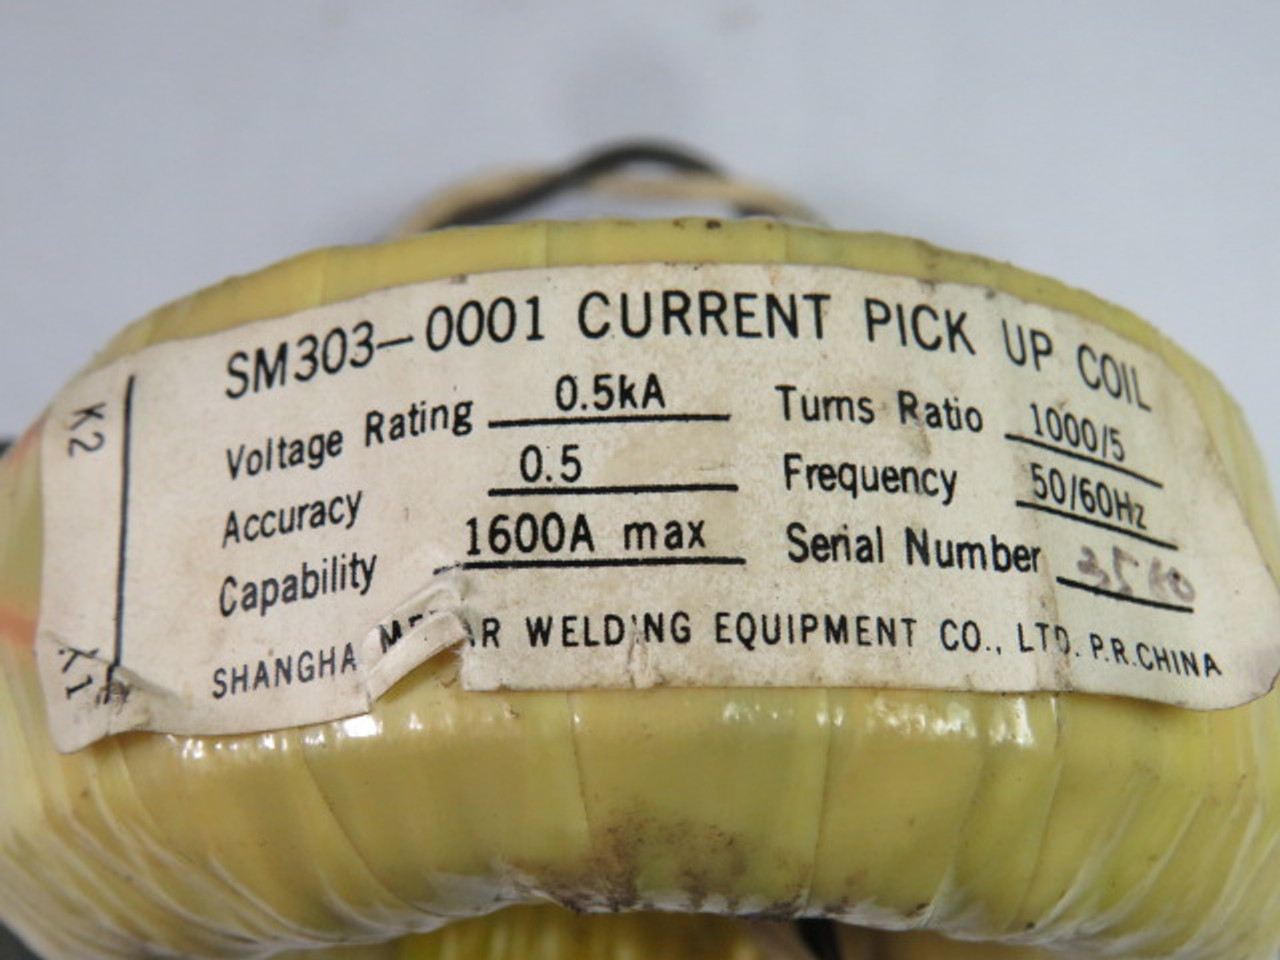 SM303-0001 CURRENT PICK UP COIL
K2
Voltage Rating 0.5kA Turns Ratio 1000/5
Accuracy 0.5 Frequency 50/60Hz
Capability 1600A max Serial Number
K1
SHANGHA WELDING EQUIPMENT CO., LTD. P.R.CHINA